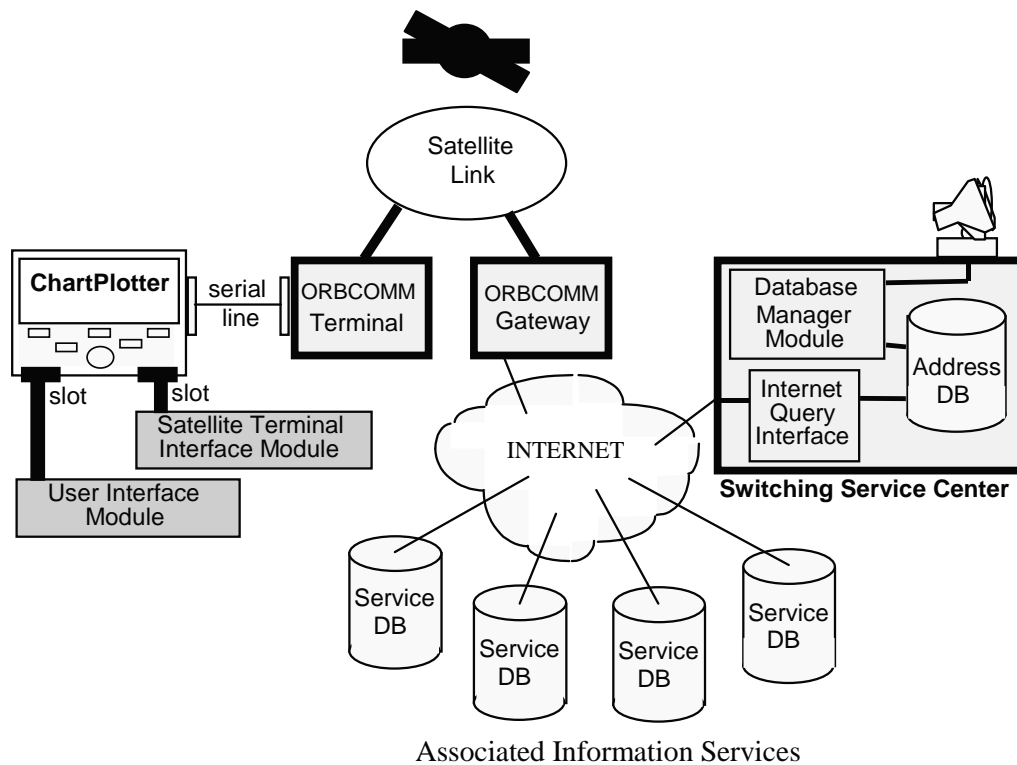 Satellite
Link
ChartPlotter
serial
line
ORBCOMM
Terminal
ORBCOMM
Gateway
Database
Manager
Module
Address
DB
Internet
Query
Interface
Switching Service Center
slot
slot
Satellite Terminal
Interface Module
User Interface
Module
INTERNET
Service
DB
Service
DB
Service
DB
Service
DB
Associated Information Services